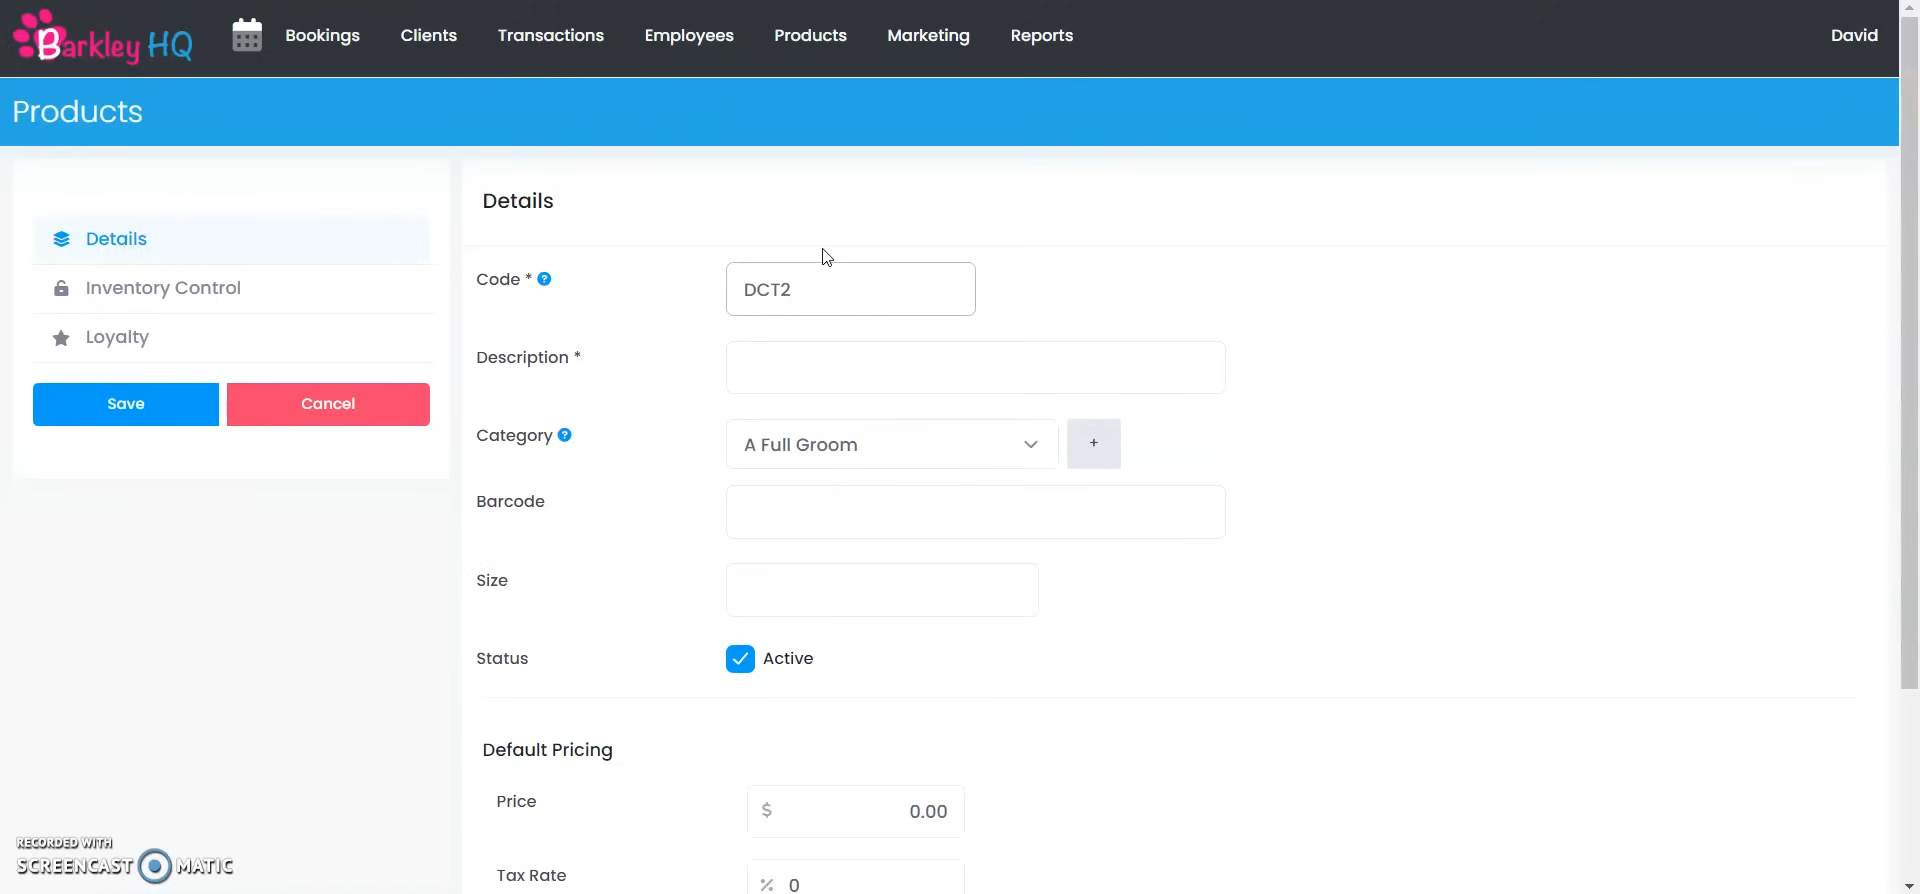 Barkley HQ
Bookings
Clients
Transactions
Employees
Products
Marketing
Reports
David
Products
Details
Inventory Control
Loyalty
Save
Cancel
Details
Code * ?
DCT2
Description *
Category ?
A Full Groom
+
Barcode
Size
Status
Active
Default Pricing
Price
$ 0.00
Tax Rate
% 0
RECORDED WITH
SCREENCAST MATIC